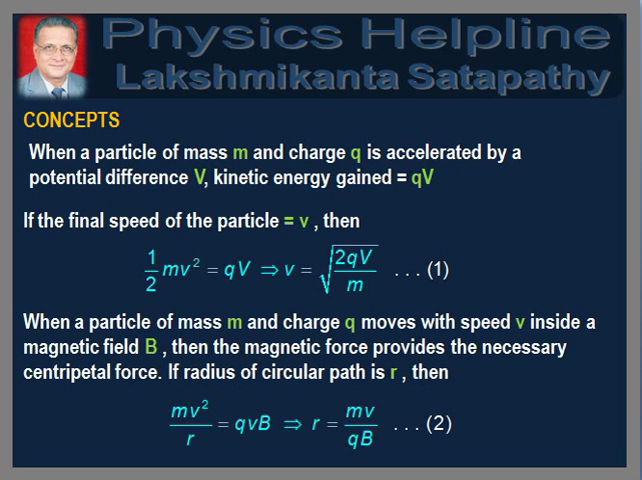 Physics Helpline
Lakshmikanta Satapathy
CONCEPTS
When a particle of mass m and charge q is accelerated by a
potential difference V, kinetic energy gained = qV
If the final speed of the particle = v , then
1/2 mv² = qV ⇒ v = √(2qV/m) . . . (1)
When a particle of mass m and charge q moves with speed v inside a
magnetic field B , then the magnetic force provides the necessary
centripetal force. If radius of circular path is r , then
mv²/r = qvB ⇒ r = mv/qB . . . (2)